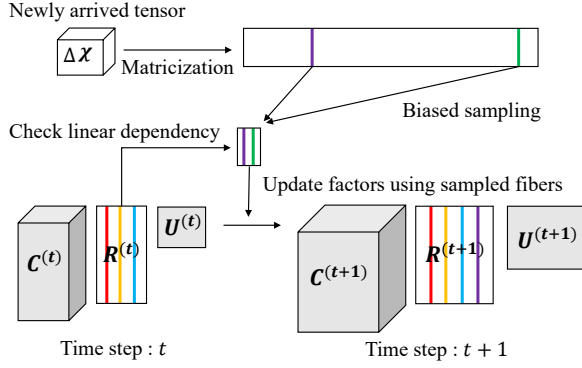 Newly arrived tensor
Δ𝓧
Matricization
Biased sampling
Check linear dependency
Update factors using sampled fibers
C^(t)
R^(t)
U^(t)
C^(t+1)
R^(t+1)
U^(t+1)
Time step : t
Time step : t + 1